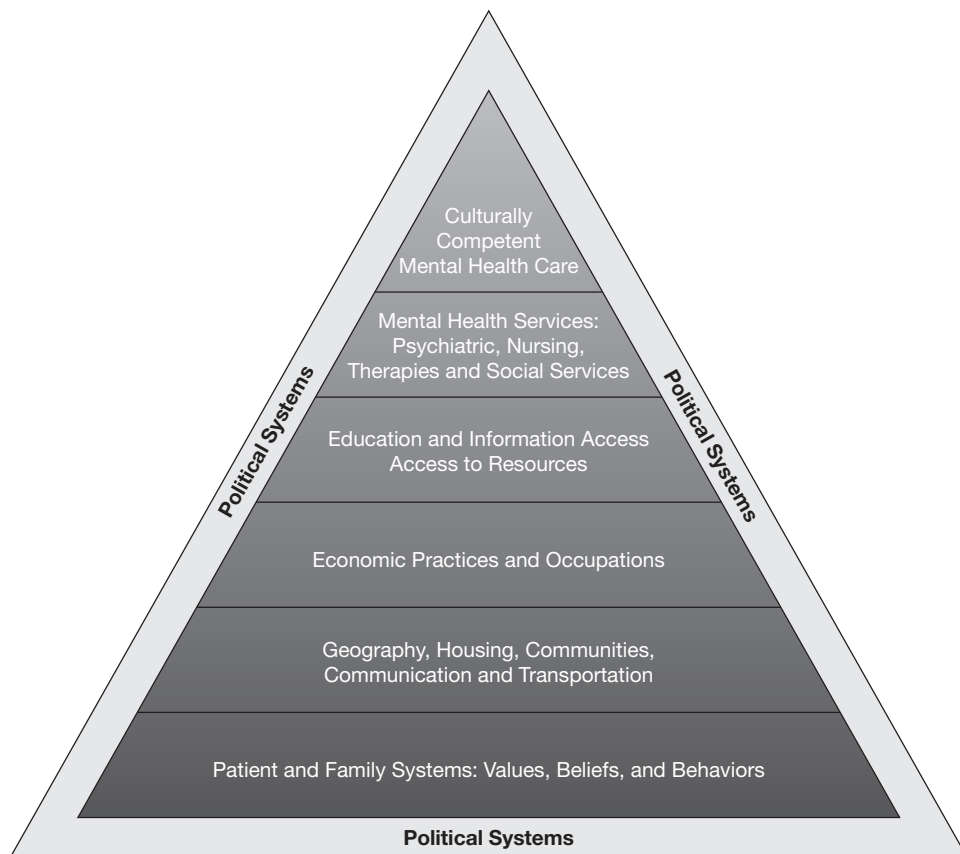 Culturally
Competent
Mental Health Care
Mental Health Services:
Psychiatric, Nursing,
Therapies and Social Services
Political Systems
Political Systems
Education and Information Access
Access to Resources
Economic Practices and Occupations
Geography, Housing, Communities,
Communication and Transportation
Patient and Family Systems: Values, Beliefs, and Behaviors
Political Systems